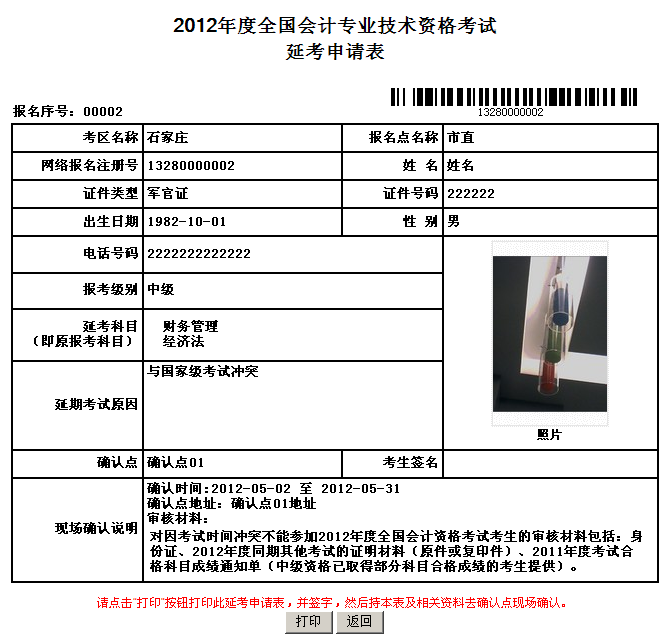 2012年度全国会计专业技术资格考试
延考申请表
报名序号：00002
13280000002
考区名称 石家庄 报名点名称 市直
网络报名注册号 13280000002 姓 名 姓名
证件类型 军官证 证件号码 222222
出生日期 1982-10-01 性 别 男
电话号码 2222222222222
报考级别 中级
延考科目 财务管理
（即原报考科目） 经济法
延期考试原因 与国家级考试冲突
照片
确认点 确认点01 考生签名
现场确认说明
确认时间:2012-05-02 至 2012-05-31
确认点地址: 确认点01地址
审核材料:
对因考试时间冲突不能参加2012年度全国会计资格考试考生的审核材料包括：身
份证、2012年度同期其他考试的证明材料（原件或复印件）、2011年度考试合
格科目成绩通知单（中级资格已取得部分科目合格成绩的考生提供）。
请点击"打印"按钮打印此延考申请表，并签字，然后持本表及相关资料去确认点现场确认。
打印 返回